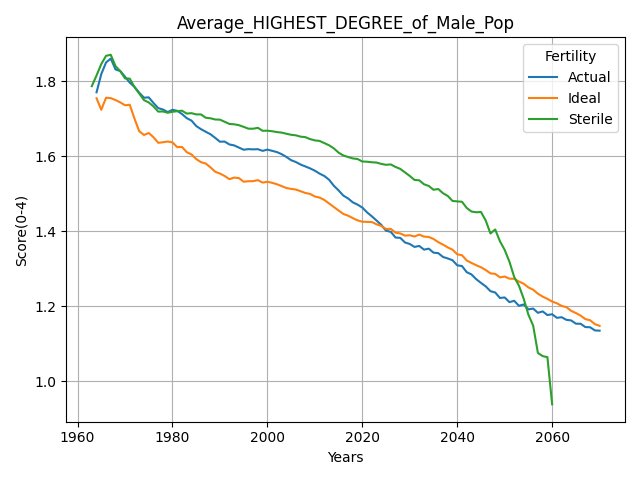 Average_HIGHEST_DEGREE_of_Male_Pop
Fertility
Actual
Ideal
Sterile
Score(0-4)
1.8
1.6
1.4
1.2
1.0
1960 1980 2000 2020 2040 2060
Years